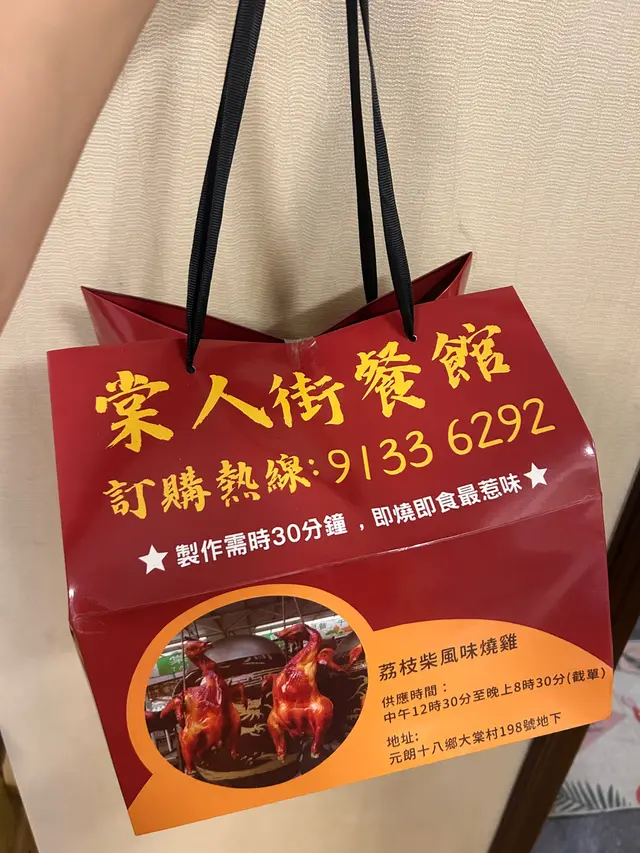 棠人街餐館
訂購熱線:9133 6292
★ 製作需時30分鐘，即燒即食最惹味 ★
荔枝柴風味燒雞
供應時間：
中午12時30分至晚上8時30分(截單)
地址:
元朗十八鄉大棠村198號地下